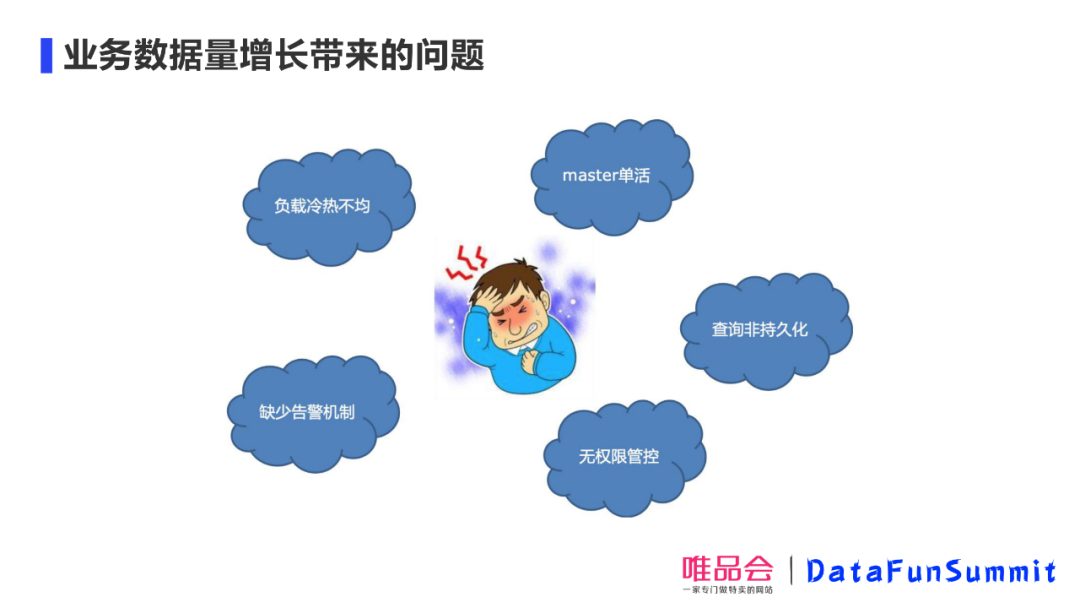 业务数据量增长带来的问题
负载冷热不均
master单活
查询非持久化
缺少告警机制
无权限管控
唯品会
一家专门做特卖的网站
DataFunSummit